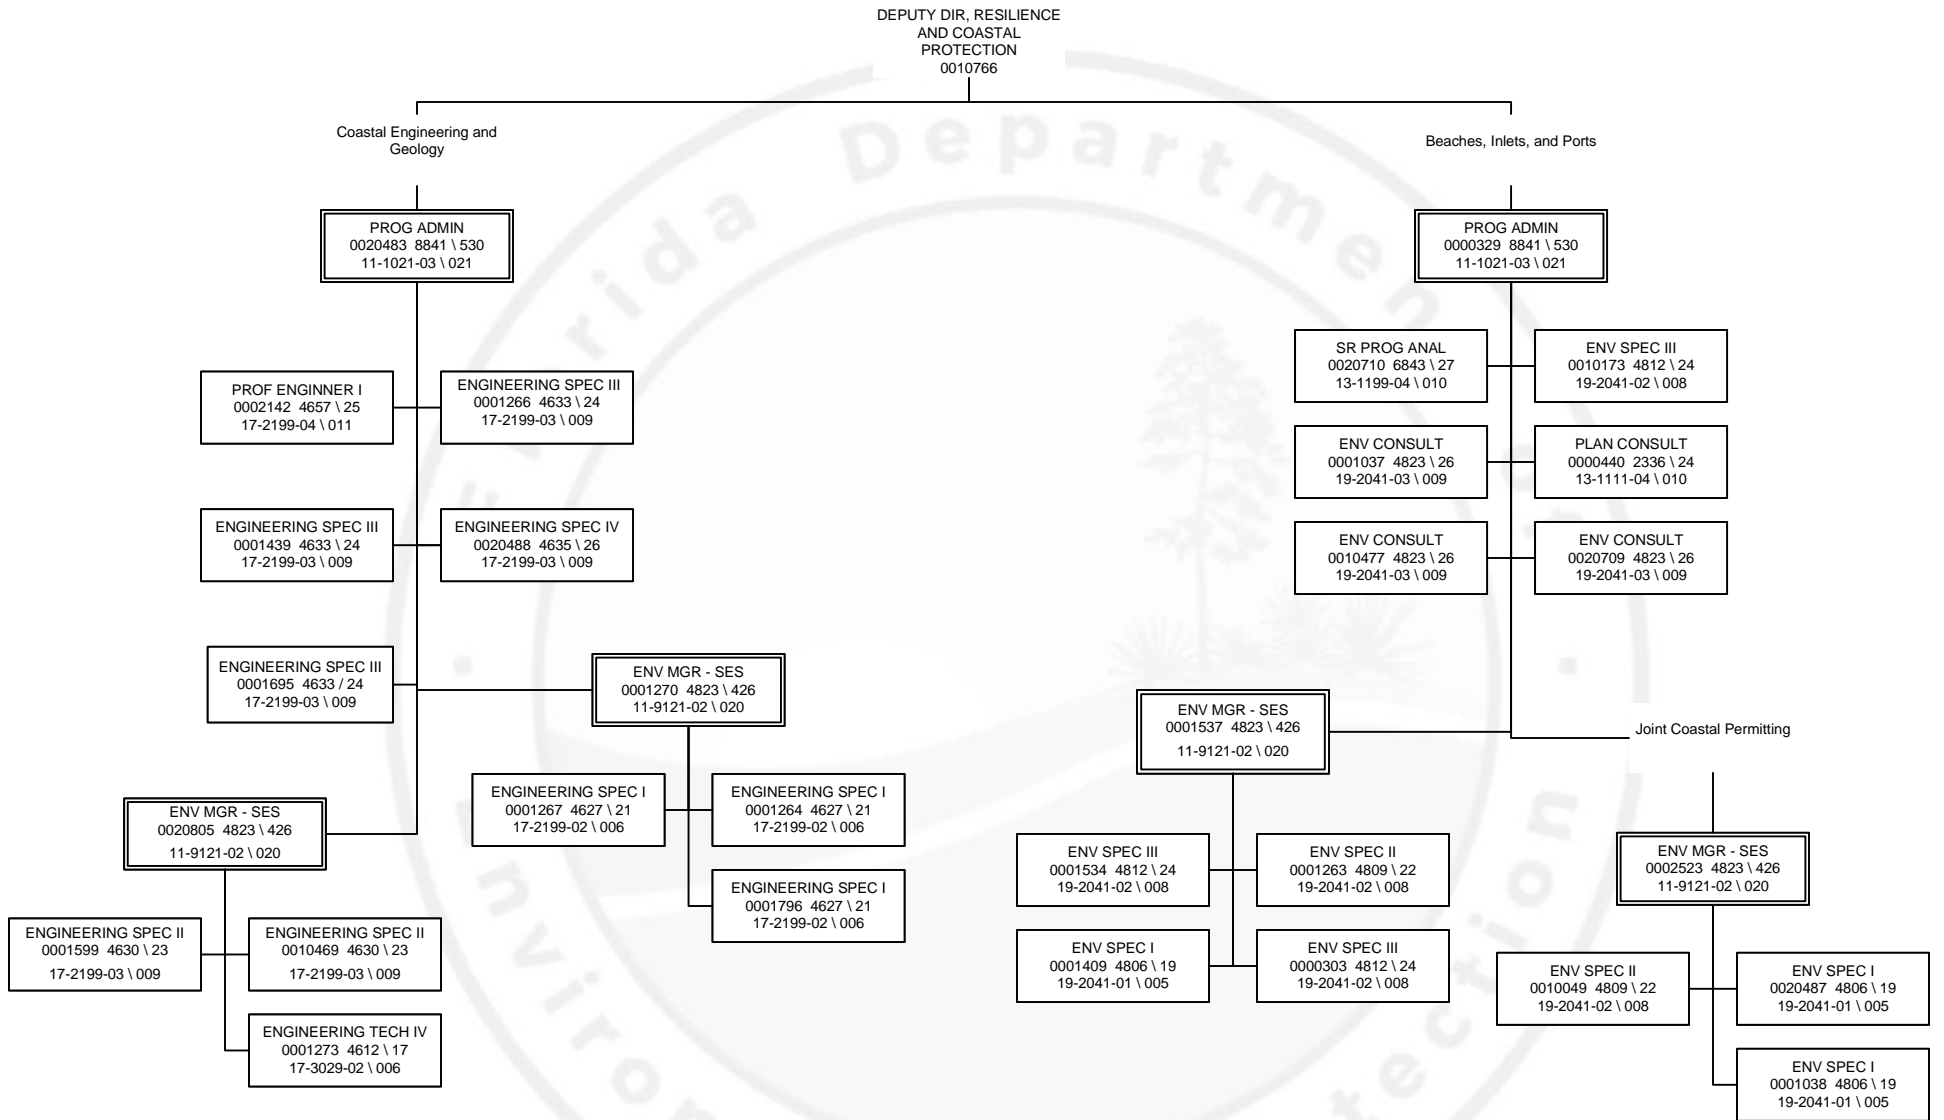 DEPUTY DIR, RESILIENCE
AND COASTAL
PROTECTION
0010766
Coastal Engineering and
Geology
Beaches, Inlets, and Ports
PROG ADMIN
0020483 8841 \ 530
11-1021-03 \ 021
PROG ADMIN
0000329 8841 \ 530
11-1021-03 \ 021
PROF ENGINNER I
0002142 4657 \ 25
17-2199-04 \ 011
ENGINEERING SPEC III
0001266 4633 \ 24
17-2199-03 \ 009
SR PROG ANAL
0020710 6843 \ 27
13-1199-04 \ 010
ENV SPEC III
0010173 4812 \ 24
19-2041-02 \ 008
ENV CONSULT
0001037 4823 \ 26
19-2041-03 \ 009
PLAN CONSULT
0000440 2336 \ 24
13-1111-04 \ 010
ENGINEERING SPEC III
0001439 4633 \ 24
17-2199-03 \ 009
ENGINEERING SPEC IV
0020488 4635 \ 26
17-2199-03 \ 009
ENV CONSULT
0010477 4823 \ 26
19-2041-03 \ 009
ENV CONSULT
0020709 4823 \ 26
19-2041-03 \ 009
ENGINEERING SPEC III
0001695 4633 / 24
17-2199-03 \ 009
ENV MGR - SES
0001270 4823 \ 426
11-9121-02 \ 020
ENV MGR - SES
0001537 4823 \ 426
11-9121-02 \ 020
Joint Coastal Permitting
ENGINEERING SPEC I
0001267 4627 \ 21
17-2199-02 \ 006
ENGINEERING SPEC I
0001264 4627 \ 21
17-2199-02 \ 006
ENV MGR - SES
0020805 4823 \ 426
11-9121-02 \ 020
ENGINEERING SPEC I
0001796 4627 \ 21
17-2199-02 \ 006
ENV SPEC III
0001534 4812 \ 24
19-2041-02 \ 008
ENV SPEC II
0001263 4809 \ 22
19-2041-02 \ 008
ENV MGR - SES
0002523 4823 \ 426
11-9121-02 \ 020
ENGINEERING SPEC II
0001599 4630 \ 23
17-2199-03 \ 009
ENGINEERING SPEC II
0010469 4630 \ 23
17-2199-03 \ 009
ENV SPEC I
0001409 4806 \ 19
19-2041-01 \ 005
ENV SPEC III
0000303 4812 \ 24
19-2041-02 \ 008
ENV SPEC II
0010049 4809 \ 22
19-2041-02 \ 008
ENV SPEC I
0020487 4806 \ 19
19-2041-01 \ 005
ENGINEERING TECH IV
0001273 4612 \ 17
17-3029-02 \ 006
ENV SPEC I
0001038 4806 \ 19
19-2041-01 \ 005